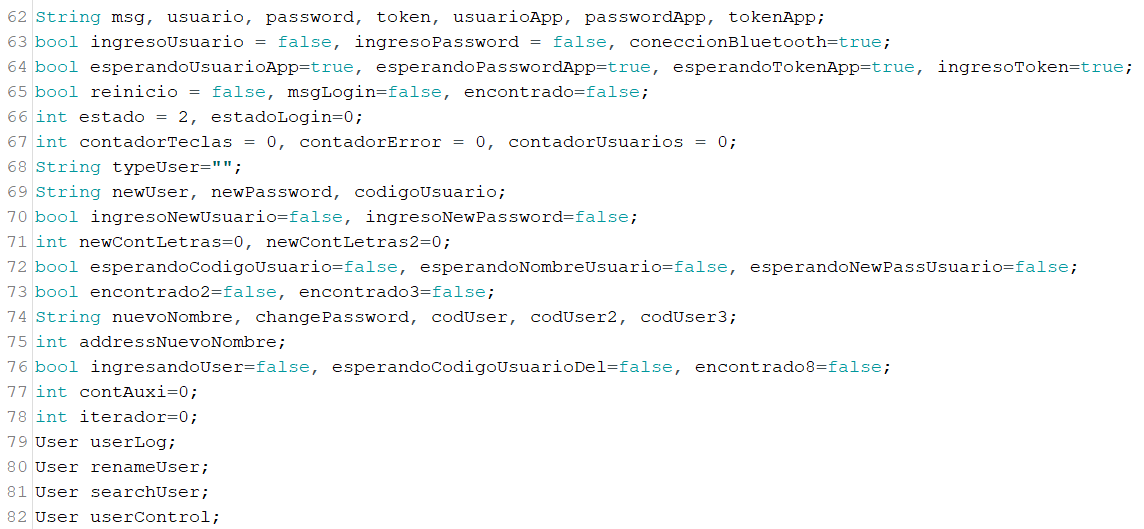 62 String msg, usuario, password, token, usuarioApp, passwordApp, tokenApp;
63 bool ingresoUsuario = false, ingresoPassword = false, coneccionBluetooth=true;
64 bool esperandoUsuarioApp=true, esperandoPasswordApp=true, esperandoTokenApp=true, ingresoToken=true;
65 bool reinicio = false, msgLogin=false, encontrado=false;
66 int estado = 2, estadoLogin=0;
67 int contadorTeclas = 0, contadorError = 0, contadorUsuarios = 0;
68 String typeUser="";
69 String newUser, newPassword, codigoUsuario;
70 bool ingresoNewUsuario=false, ingresoNewPassword=false;
71 int newContLetras=0, newContLetras2=0;
72 bool esperandoCodigoUsuario=false, esperandoNombreUsuario=false, esperandoNewPassUsuario=false;
73 bool encontrado2=false, encontrado3=false;
74 String nuevoNombre, changePassword, codUser, codUser2, codUser3;
75 int addressNuevoNombre;
76 bool ingresandoUser=false, esperandoCodigoUsuarioDel=false, encontrado8=false;
77 int contAuxi=0;
78 int iterador=0;
79 User userLog;
80 User renameUser;
81 User searchUser;
82 User userControl;